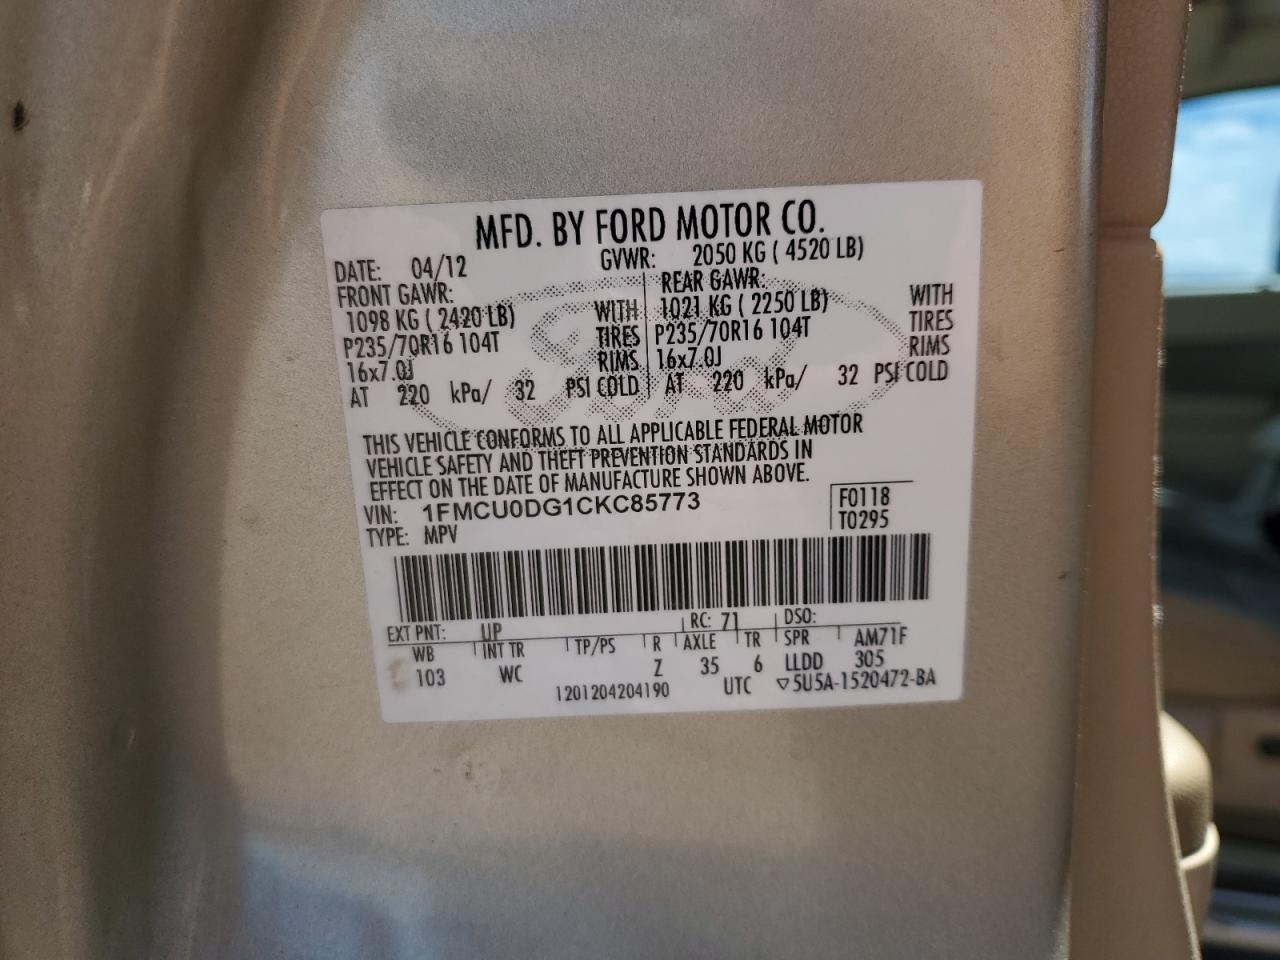 MFD. BY FORD MOTOR CO.
DATE: 04/12 GVWR: 2050 KG ( 4520 LB)
FRONT GAWR: REAR GAWR:
1098 KG ( 2420 LB) WITH 1021 KG ( 2250 LB) WITH
P235/70R16 104T TIRES P235/70R16 104T TIRES
16x7.0J RIMS 16x7.0J RIMS
AT 220 kPa/ 32 PSI COLD AT 220 kPa/ 32 PSI COLD
THIS VEHICLE CONFORMS TO ALL APPLICABLE FEDERAL MOTOR
VEHICLE SAFETY AND THEFT PREVENTION STANDARDS IN
EFFECT ON THE DATE OF MANUFACTURE SHOWN ABOVE.
VIN: 1FMCU0DG1CKC85773 F0118
TYPE: MPV T0295
EXT PNT: UP RC: 71 DSO:
WB INT TR TP/PS R AXLE TR SPR AM71F
103 WC Z 35 6 LLDD 305
1201204204190 UTC ▽5U5A-1520472-BA